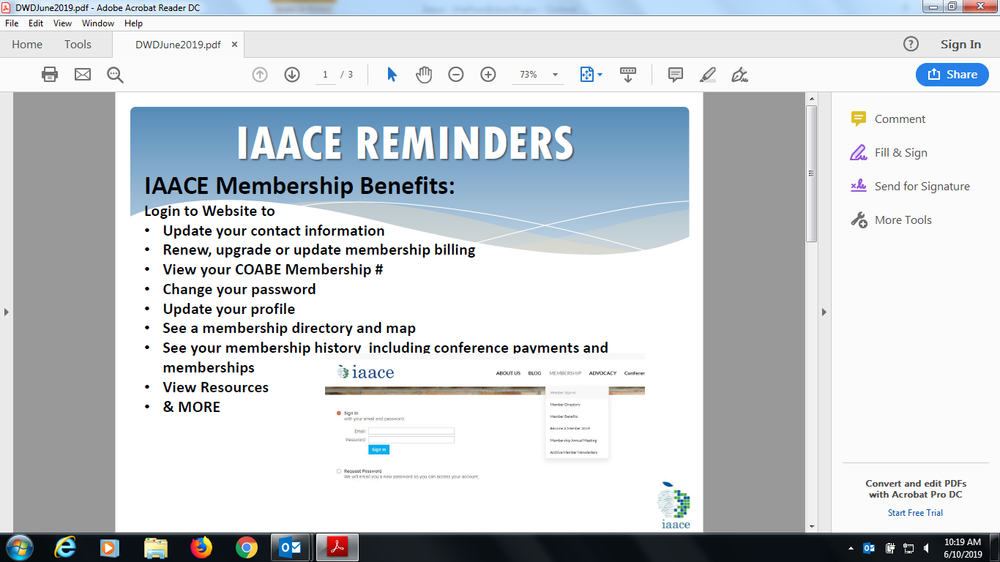 DWDJune2019.pdf - Adobe Acrobat Reader DC
File Edit View Window Help
Home Tools DWDJune2019.pdf × ? Sign In
1 / 3 73% Share
IAACE REMINDERS
IAACE Membership Benefits:
Login to Website to
• Update your contact information
• Renew, upgrade or update membership billing
• View your COABE Membership #
• Change your password
• Update your profile
• See a membership directory and map
• See your membership history including conference payments and
memberships
• View Resources
• & MORE
iaace ABOUT US BLOG MEMBERSHIP ADVOCACY Conferen
Member Sign-In
Member Directory
Member Benefits
Become A Member 2019
Membership Annual Meeting
Archive Member Newsletters
Sign In
with your email and password.
Email
Password
Sign In
Request Password
We will email you a new password so you can access your account.
iaace
Comment
Fill & Sign
Send for Signature
More Tools
Convert and edit PDFs
with Acrobat Pro DC
Start Free Trial
10:19 AM
6/10/2019